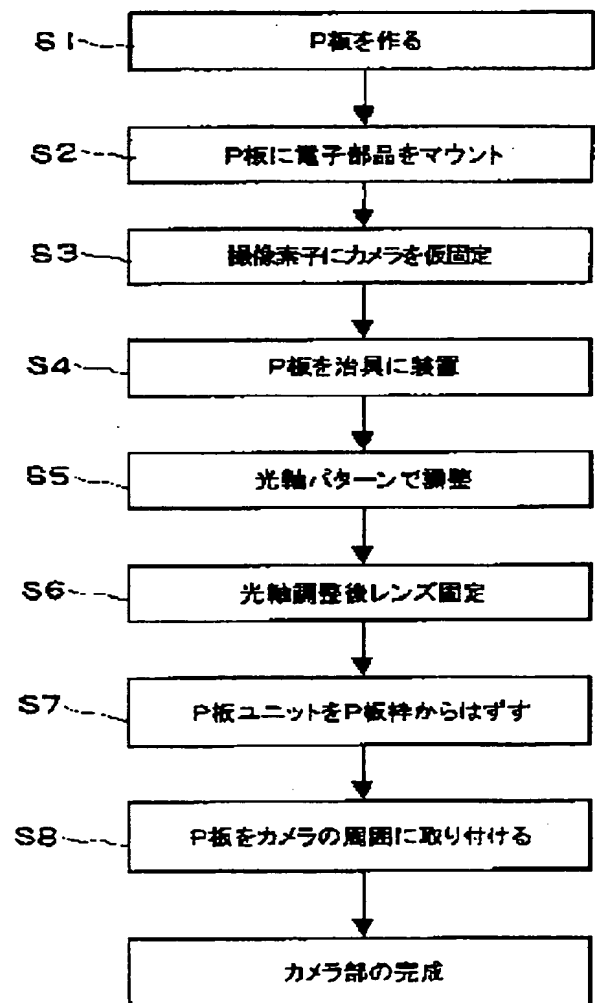 S1 P板を作る
S2 P板に電子部品をマウント
S3 撮像素子にカメラを仮固定
S4 P板を治具に装置
S5 光軸パターンで調整
S6 光軸調整後レンズ固定
S7 P板ユニットをP板枠からはずす
S8 P板をカメラの周囲に取り付ける
カメラ部の完成